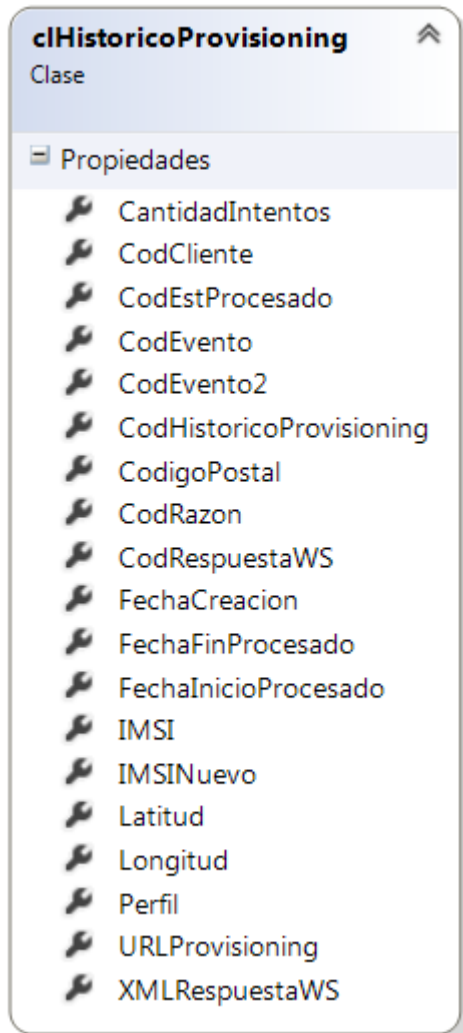 clHistoricoProvisioning
Clase
Propiedades
CantidadIntentos
CodCliente
CodEstProcesado
CodEvento
CodEvento2
CodHistoricoProvisioning
CodigoPostal
CodRazon
CodRespuestaWS
FechaCreacion
FechaFinProcesado
FechaInicioProcesado
IMSI
IMSINuevo
Latitud
Longitud
Perfil
URLProvisioning
XMLRespuestaWS